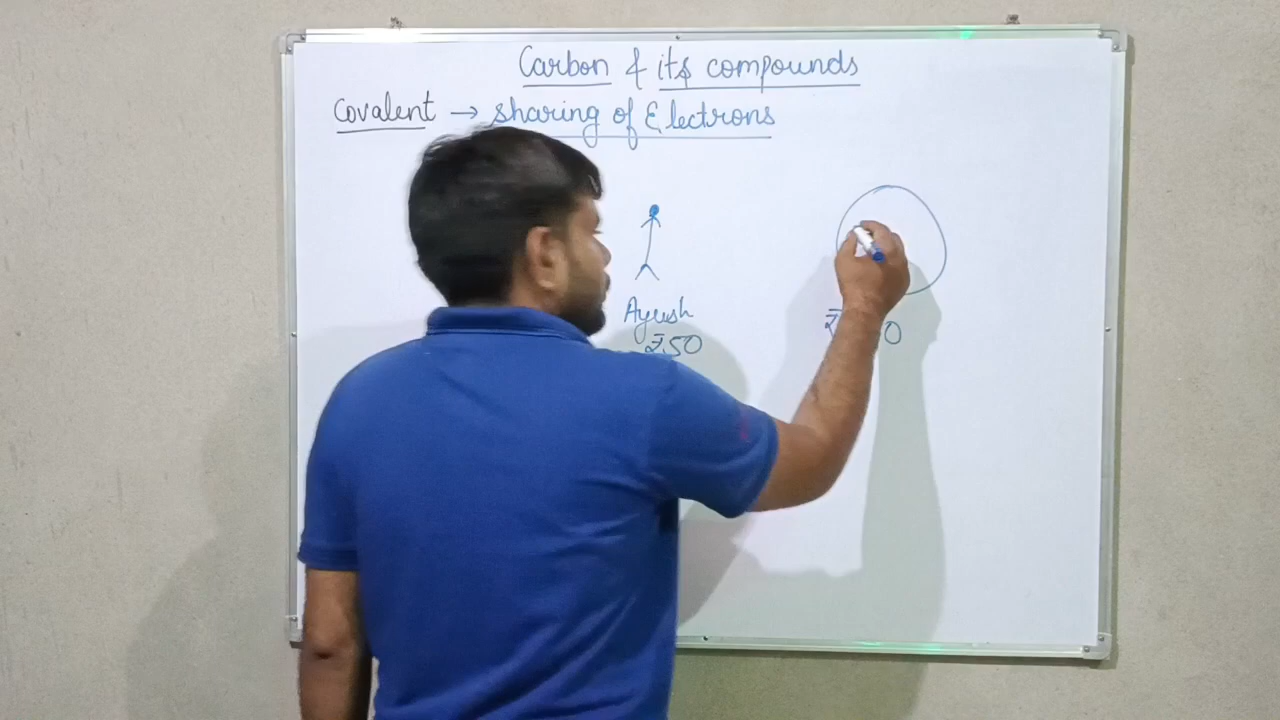 Carbon & its compounds
Covalent → sharing of Electrons
Ayush
₹50